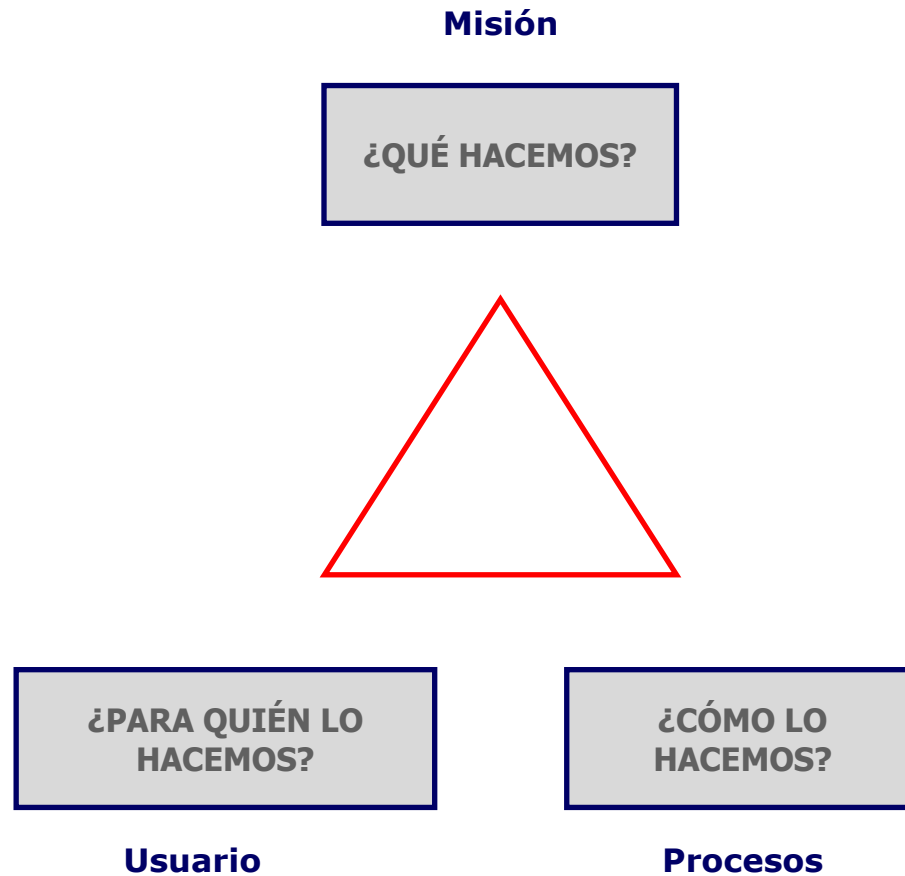 Misión
¿QUÉ HACEMOS?
¿PARA QUIÉN LO
HACEMOS?
¿CÓMO LO
HACEMOS?
Usuario
Procesos